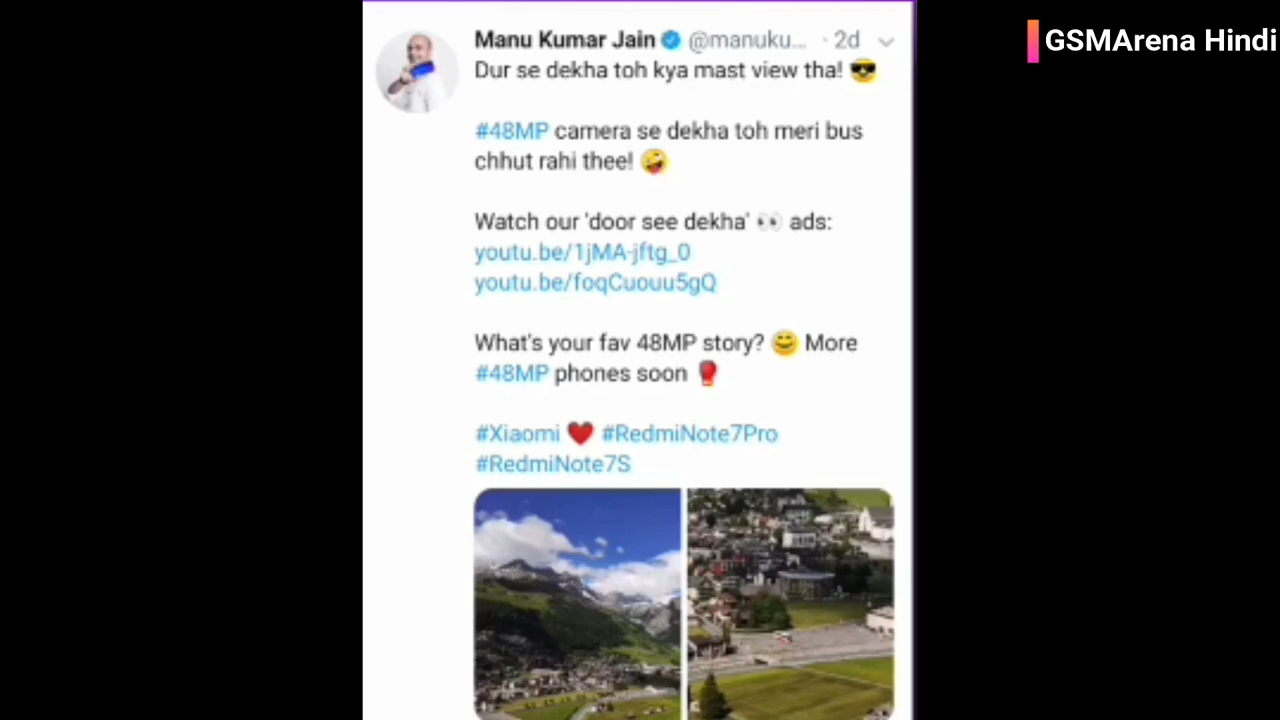 Manu Kumar Jain @manuku... · 2d
Dur se dekha toh kya mast view tha! 😎
#48MP camera se dekha toh meri bus
chhut rahi thee! 🤪
Watch our 'door see dekha' 👀 ads:
youtu.be/1jMA-jftg_0
youtu.be/foqCuouu5gQ
What's your fav 48MP story? 😊 More
#48MP phones soon 🥊
#Xiaomi ❤️ #RedmiNote7Pro
#RedmiNote7S
GSMArena Hindi